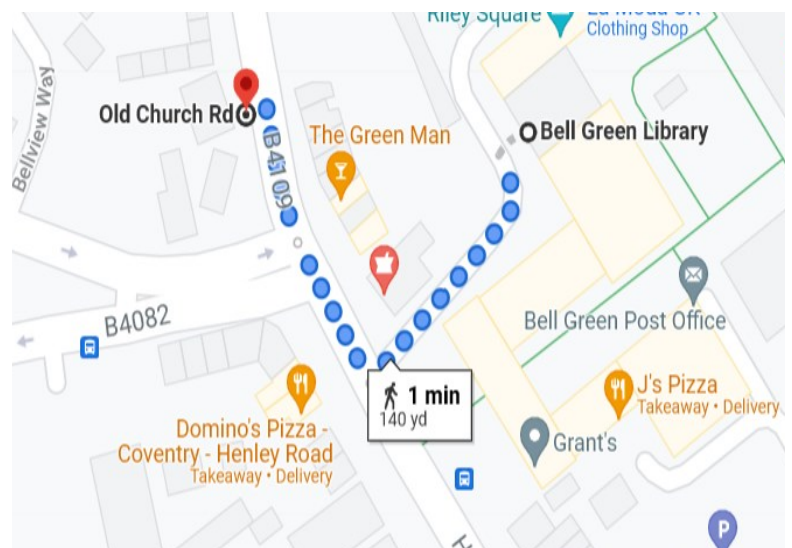 Riley Square
Clothing Shop
Bellview Way
Old Church Rd
The Green Man
Bell Green Library
B4109
B4082
Bell Green Post Office
1 min
140 yd
J's Pizza
Takeaway • Delivery
Domino's Pizza -
Coventry - Henley Road
Takeaway • Delivery
Grant's
P